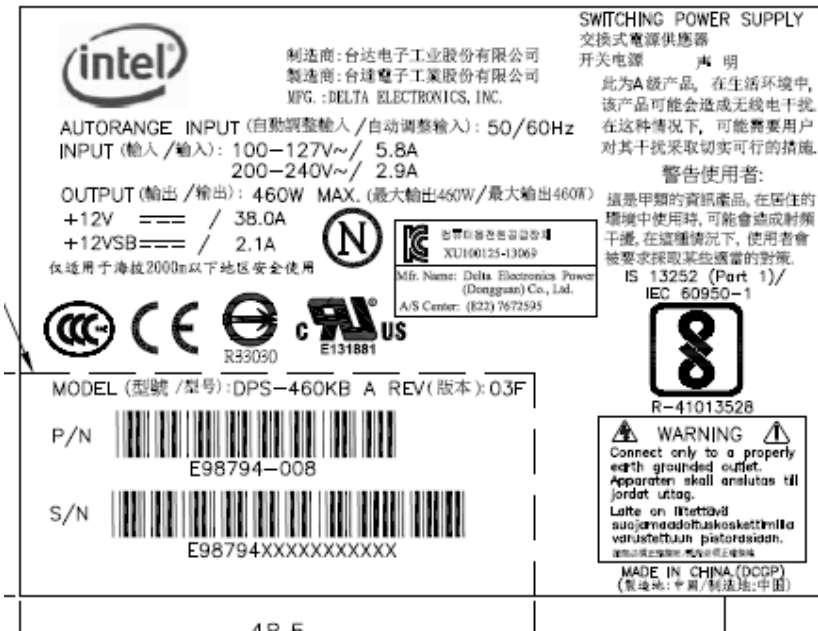 intel
制造商:台达电子工业股份有限公司
製造商:台達電子工業股份有限公司
MFG.:DELTA ELECTRONICS, INC.
AUTORANGE INPUT (自動調整輸入/自动调整输入): 50/60Hz
INPUT (輸入/输入): 100-127V~/ 5.8A
200-240V~/ 2.9A
OUTPUT (輸出/输出): 460W MAX. (最大輸出460W/最大输出460W)
+12V / 38.0A
+12VSB / 2.1A
仅适用于海拔2000m以下地区安全使用
N
컴퓨터용전원공급장치
XU100125-13069
Mfr. Name: Delta Electronics Power
(Dongguan) Co., Ltd.
A/S Center: (822) 7672595
CCC
CE
R33030
c RU US
E131881
MODEL (型號/型号):DPS-460KB A REV(版本):03F
P/N
E98794-008
S/N
E98794XXXXXXXXXXX
SWITCHING POWER SUPPLY
交換式電源供應器
开关电源
声 明
此为A级产品, 在生活环境中,
该产品可能会造成无线电干扰.
在这种情况下, 可能需要用户
对其干扰采取切实可行的措施.
警告使用者:
這是甲類的資訊產品,在居住的
環境中使用時,可能會造成射頻
干擾,在這種情況下, 使用者會
被要求採取某些適當的對策.
IS 13252 (Part 1)/
IEC 60950-1
R-41013528
WARNING
Connect only to a properly
earth grounded outlet.
Apparaten skall anslutas till
jordat uttag.
Laite on liitettävä
suojamaadoituskoskettimilla
varustettuun pistorasiaan.
MADE IN CHINA.(DCGP)
(製造地:中國/制造地:中国)